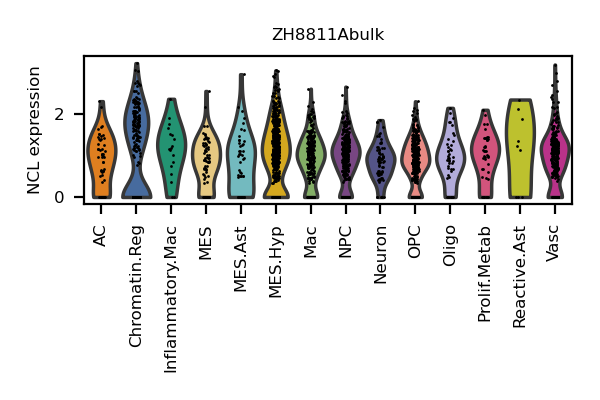 ZH8811Abulk
NCL expression
2
0
AC
Chromatin.Reg
Inflammatory.Mac
MES
MES.Ast
MES.Hyp
Mac
NPC
Neuron
OPC
Oligo
Prolif.Metab
Reactive.Ast
Vasc